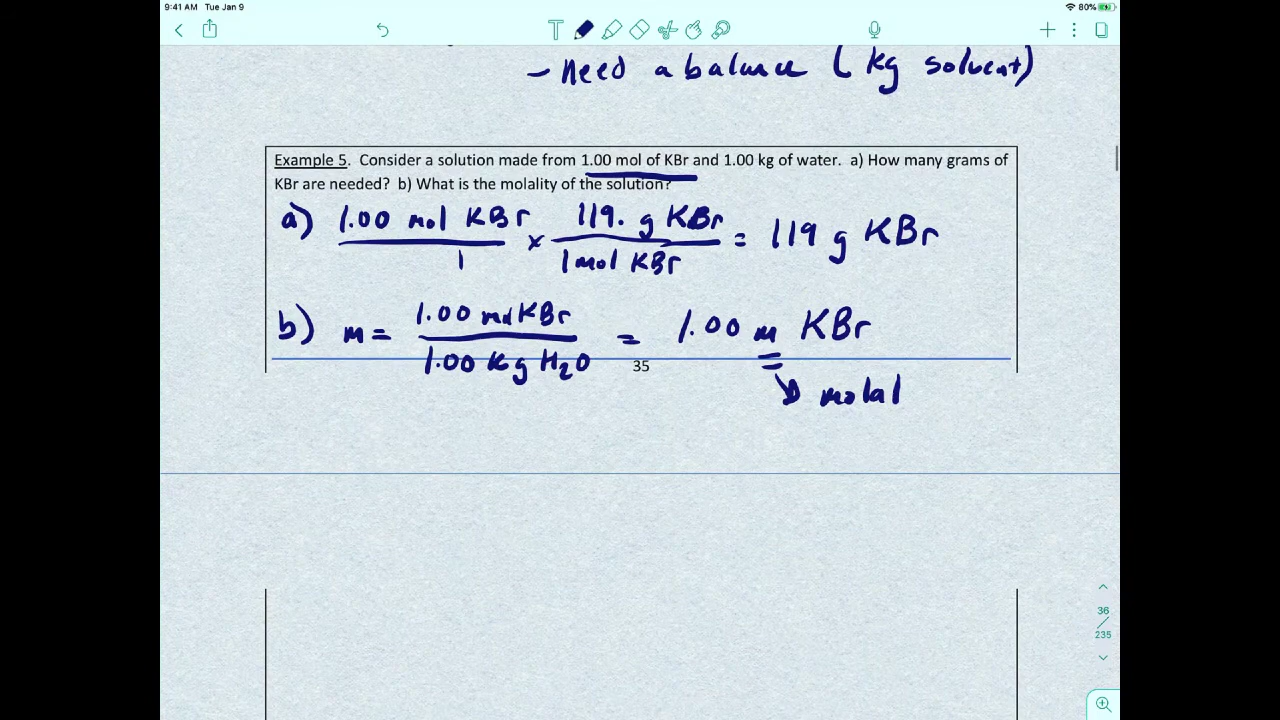 9:41 AM Tue Jan 9
80%
- Need a balance (kg solvent)
Example 5. Consider a solution made from 1.00 mol of KBr and 1.00 kg of water. a) How many grams of
KBr are needed? b) What is the molality of the solution?
a) 1.00 mol KBr / 1 × 119. g KBr / 1 mol KBr = 119 g KBr
b) m = 1.00 mol KBr / 1.00 Kg H₂O = 1.00 m KBr
35
molal
36
/
235